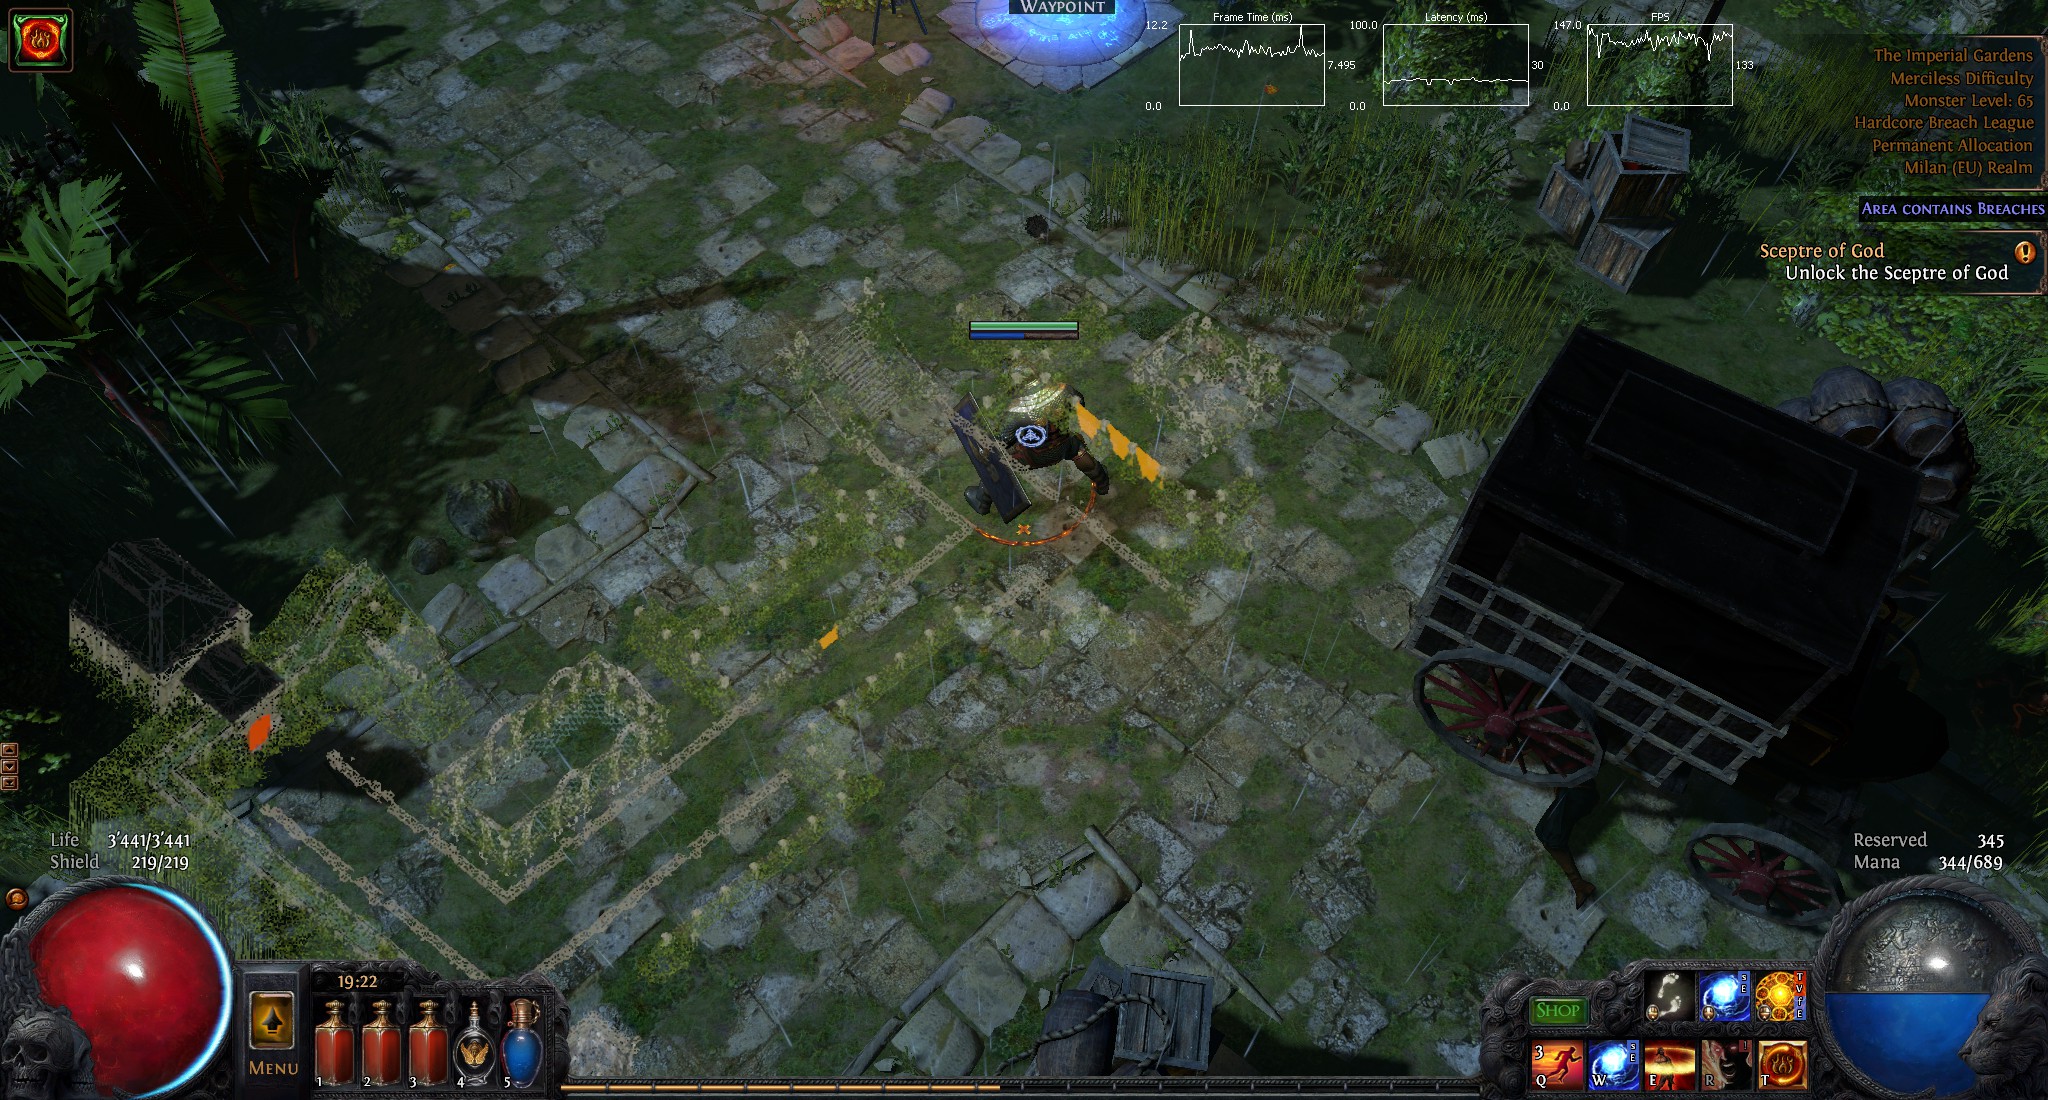 WAYPOINT
Frame Time (ms)
12.2
7.495
0.0
Latency (ms)
100.0
30
0.0
FPS
147.0
133
0.0
The Imperial Gardens
Merciless Difficulty
Monster Level: 65
Hardcore Breach League
Permanent Allocation
Milan (EU) Realm
AREA CONTAINS BREACHES
Sceptre of God
Unlock the Sceptre of God
Life 3'441/3'441
Shield 219/219
Reserved 345
Mana 344/689
19:22
MENU
1 2 3 4 5
SHOP
S
E
T
V
f
E
3
Q
W
S
E
E
R
T